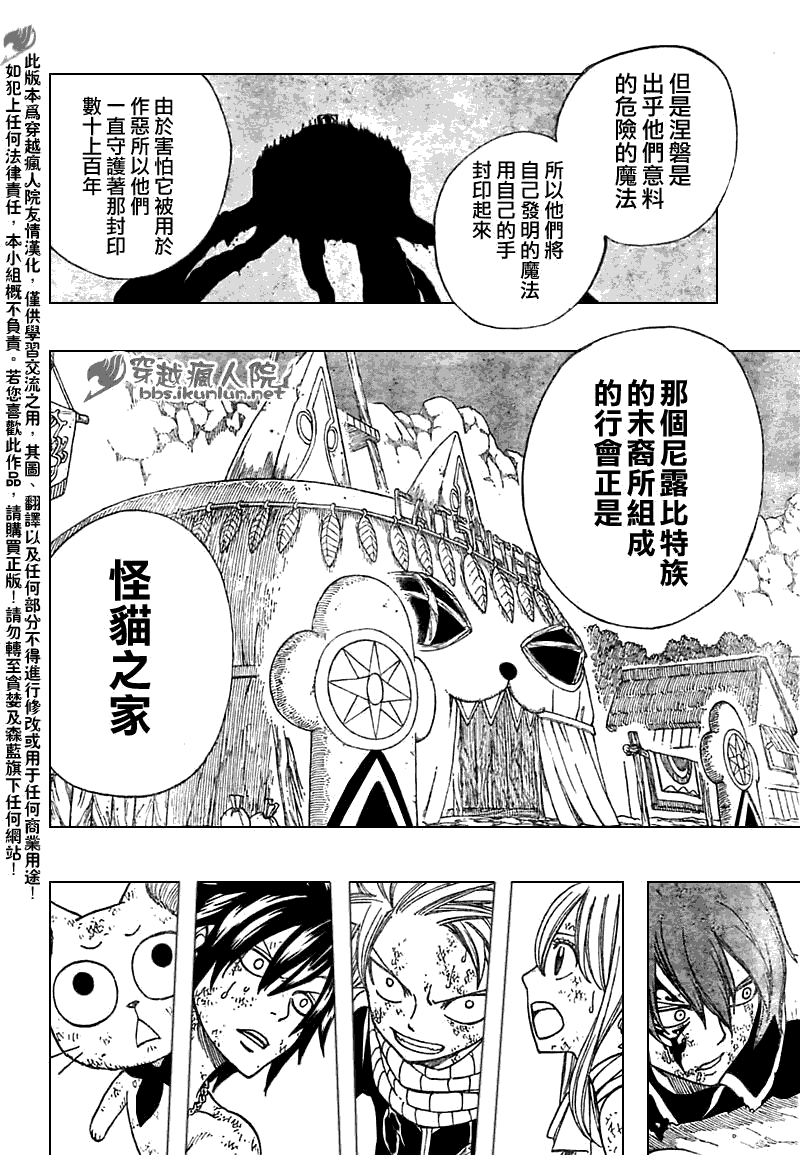 但是涅磐是
出乎他們意料
的危險的魔法
所以他們將
自己發明的魔法
用自己的手
封印起來
由於害怕它被用於
作惡所以他們
一直守護著那封印
數十上百年
那個尼露比特族
的末裔所組成
的行會正是
怪貓之家
穿越瘋人院
bbs.ikunlun.net
CAIT SHELTER
此版本爲穿越瘋人院友情漢化，僅供學習交流之用，其圖、翻譯以及任何部分不得進行修改或用于任何商業用途！
如犯上任何法律責任，本小組概不負責。若您喜歡此作品，請購買正版！請勿轉至貪婪及森藍旗下任何網站！